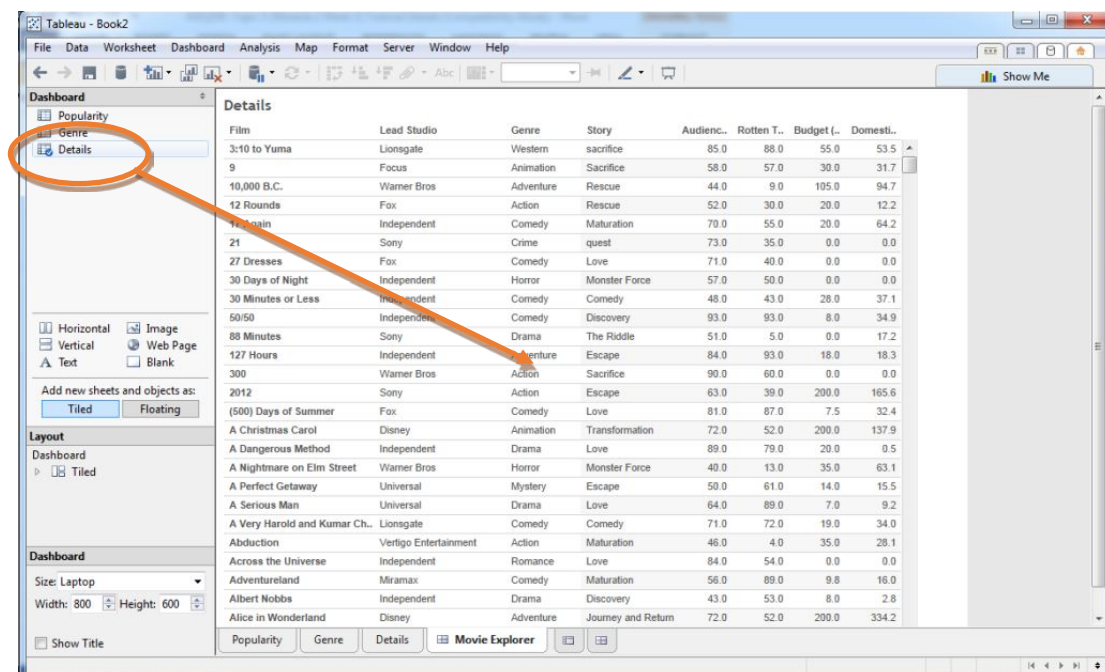 Tableau - Book2
File Data Worksheet Dashboard Analysis Map Format Server Window Help
Abc
Show Me
Dashboard
Popularity
Genre
Details
Horizontal Image
Vertical Web Page
A Text Blank
Add new sheets and objects as:
Tiled Floating
Layout
Dashboard
Tiled
Dashboard
Size: Laptop
Width: 800 Height: 600
Show Title
Details
Film Lead Studio Genre Story Audienc.. Rotten T.. Budget (.. Domesti..
3:10 to Yuma Lionsgate Western sacrifice 85.0 88.0 55.0 53.5
9 Focus Animation Sacrifice 58.0 57.0 30.0 31.7
10,000 B.C. Warner Bros Adventure Rescue 44.0 9.0 105.0 94.7
12 Rounds Fox Action Rescue 52.0 30.0 20.0 12.2
Again Independent Comedy Maturation 70.0 55.0 20.0 64.2
21 Sony Crime quest 73.0 35.0 0.0 0.0
27 Dresses Fox Comedy Love 71.0 40.0 0.0 0.0
30 Days of Night Independent Horror Monster Force 57.0 50.0 0.0 0.0
30 Minutes or Less Independent Comedy Comedy 48.0 43.0 28.0 37.1
50/50 Independent Comedy Discovery 93.0 93.0 8.0 34.9
88 Minutes Sony Drama The Riddle 51.0 5.0 0.0 17.2
127 Hours Independent Adventure Escape 84.0 93.0 18.0 18.3
300 Warner Bros Action Sacrifice 90.0 60.0 0.0 0.0
2012 Sony Action Escape 63.0 39.0 200.0 165.6
(500) Days of Summer Fox Comedy Love 81.0 87.0 7.5 32.4
A Christmas Carol Disney Animation Transformation 72.0 52.0 200.0 137.9
A Dangerous Method Independent Drama Love 89.0 79.0 20.0 0.5
A Nightmare on Elm Street Warner Bros Horror Monster Force 40.0 13.0 35.0 63.1
A Perfect Getaway Universal Mystery Escape 50.0 61.0 14.0 15.5
A Serious Man Universal Drama Love 64.0 89.0 7.0 9.2
A Very Harold and Kumar Ch.. Lionsgate Comedy Comedy 71.0 72.0 19.0 34.0
Abduction Vertigo Entertainment Action Maturation 46.0 4.0 35.0 28.1
Across the Universe Independent Romance Love 84.0 54.0 0.0 0.0
Adventureland Miramax Comedy Maturation 56.0 89.0 9.8 16.0
Albert Nobbs Independent Drama Discovery 43.0 53.0 8.0 2.8
Alice in Wonderland Disney Adventure Journey and Return 72.0 52.0 200.0 334.2
Popularity Genre Details Movie Explorer